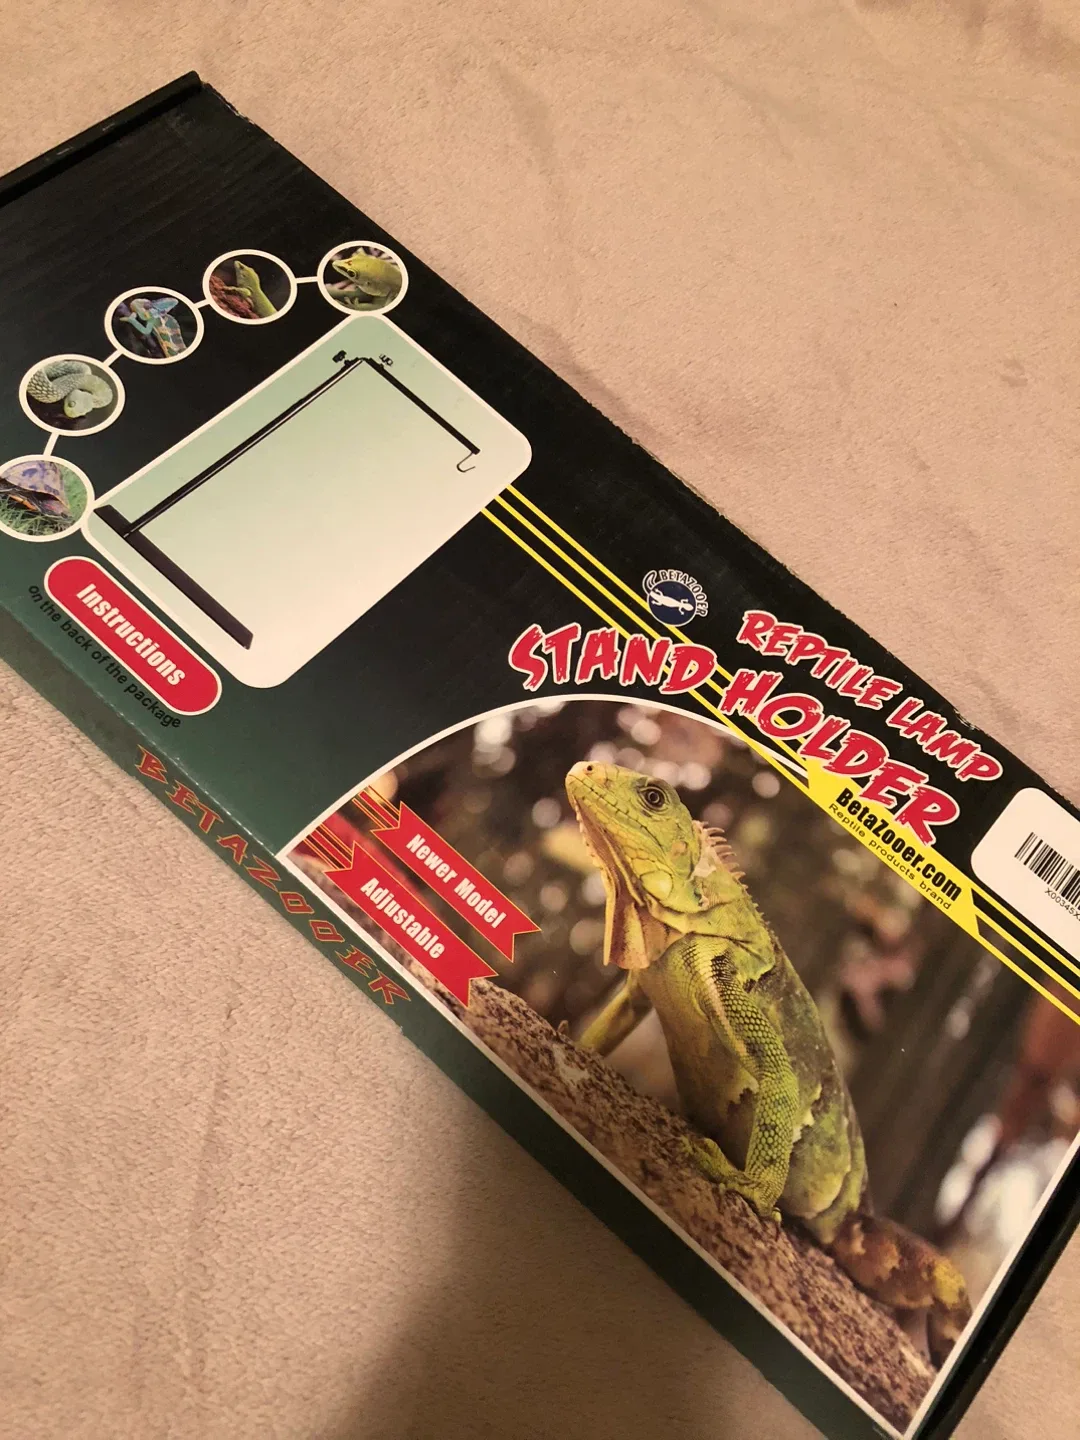 BETAZOOER
REPTILE LAMP
STAND HOLDER
BetaZooer.com
Reptile products brand
Instructions
on the back of the package
Newer Model
Adjustable
BETAZOOER